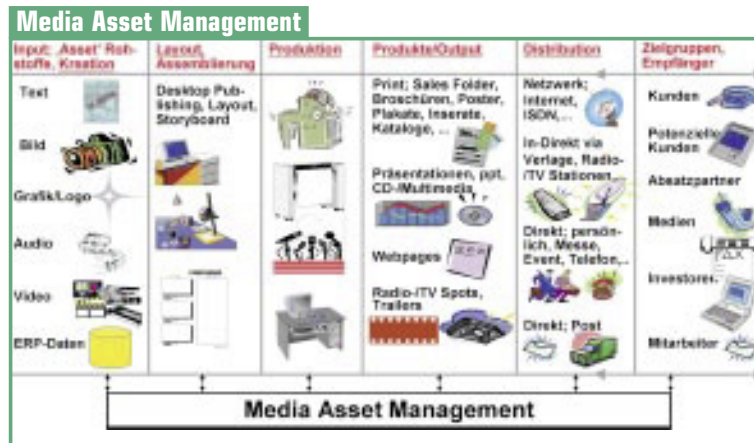 Media Asset Management
Input; 'Asset' Roh-
stoffe, Kreation
Text
Bild
Grafik/Logo
Audio
Video
ERP-Daten
Layout,
Assemblierung
Desktop Pub-
lishing, Layout,
Storyboard
Produktion
Produkte/Output
Print; Sales Folder,
Broschüren, Poster,
Plakate, Inserate,
Kataloge, ...
Präsentationen, ppt,
CD-/Multimedia
Webpages
Radio-/TV Spots,
Trailers
Distribution
Netzwerk;
Internet,
ISDN,...
In-Direkt via
Verlage, Radio-
/TV Stationen...
Direkt; persön-
lich, Messe,
Event, Telefon,..
Direkt; Post
Zielgruppen,
Empfänger
Kunden
Potenzielle
Kunden
Absatzpartner
Medien
Investoren
Mitarbeiter
Media Asset Management